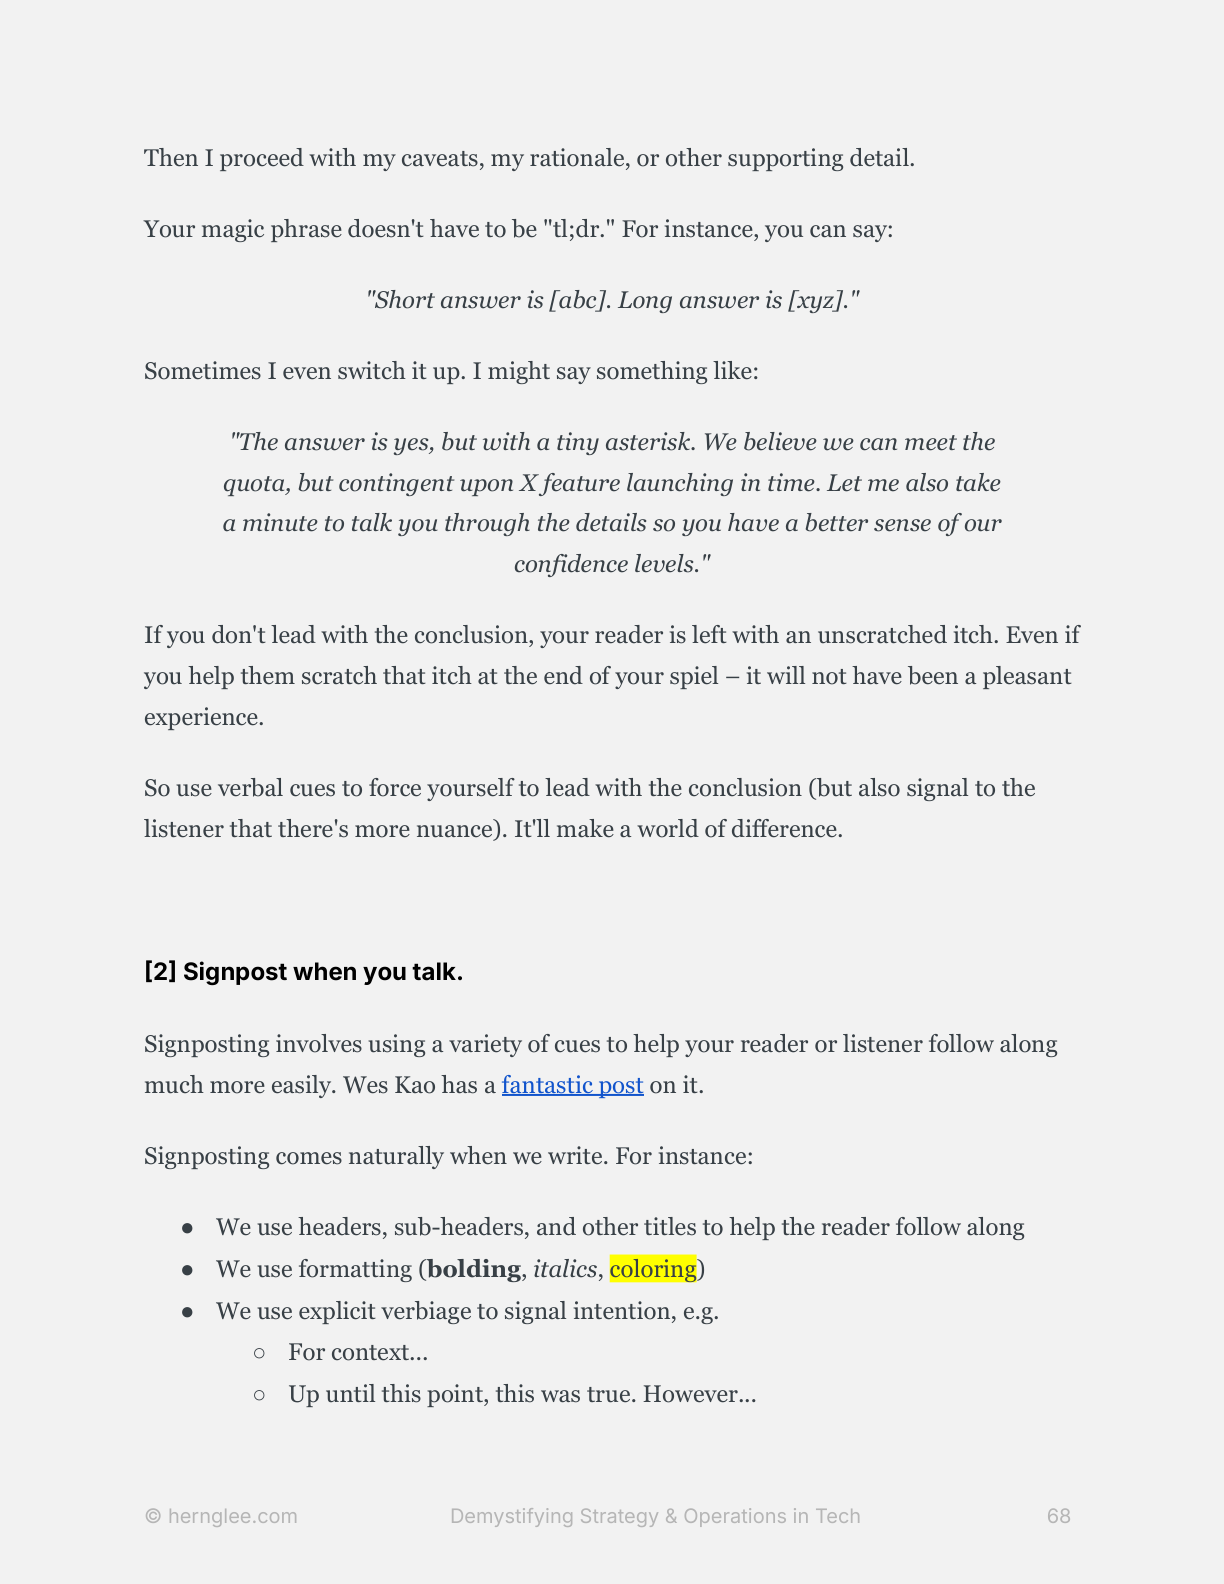 Then I proceed with my caveats, my rationale, or other supporting detail.
Your magic phrase doesn't have to be "tl;dr." For instance, you can say:
"Short answer is [abc]. Long answer is [xyz]."
Sometimes I even switch it up. I might say something like:
"The answer is yes, but with a tiny asterisk. We believe we can meet the
quota, but contingent upon X feature launching in time. Let me also take
a minute to talk you through the details so you have a better sense of our
confidence levels."
If you don't lead with the conclusion, your reader is left with an unscratched itch. Even if
you help them scratch that itch at the end of your spiel – it will not have been a pleasant
experience.
So use verbal cues to force yourself to lead with the conclusion (but also signal to the
listener that there's more nuance). It'll make a world of difference.
[2] Signpost when you talk.
Signposting involves using a variety of cues to help your reader or listener follow along
much more easily. Wes Kao has a fantastic post on it.
Signposting comes naturally when we write. For instance:
● We use headers, sub-headers, and other titles to help the reader follow along
● We use formatting (bolding, italics, coloring)
● We use explicit verbiage to signal intention, e.g.
○ For context...
○ Up until this point, this was true. However...
© hernglee.com Demystifying Strategy & Operations in Tech 68